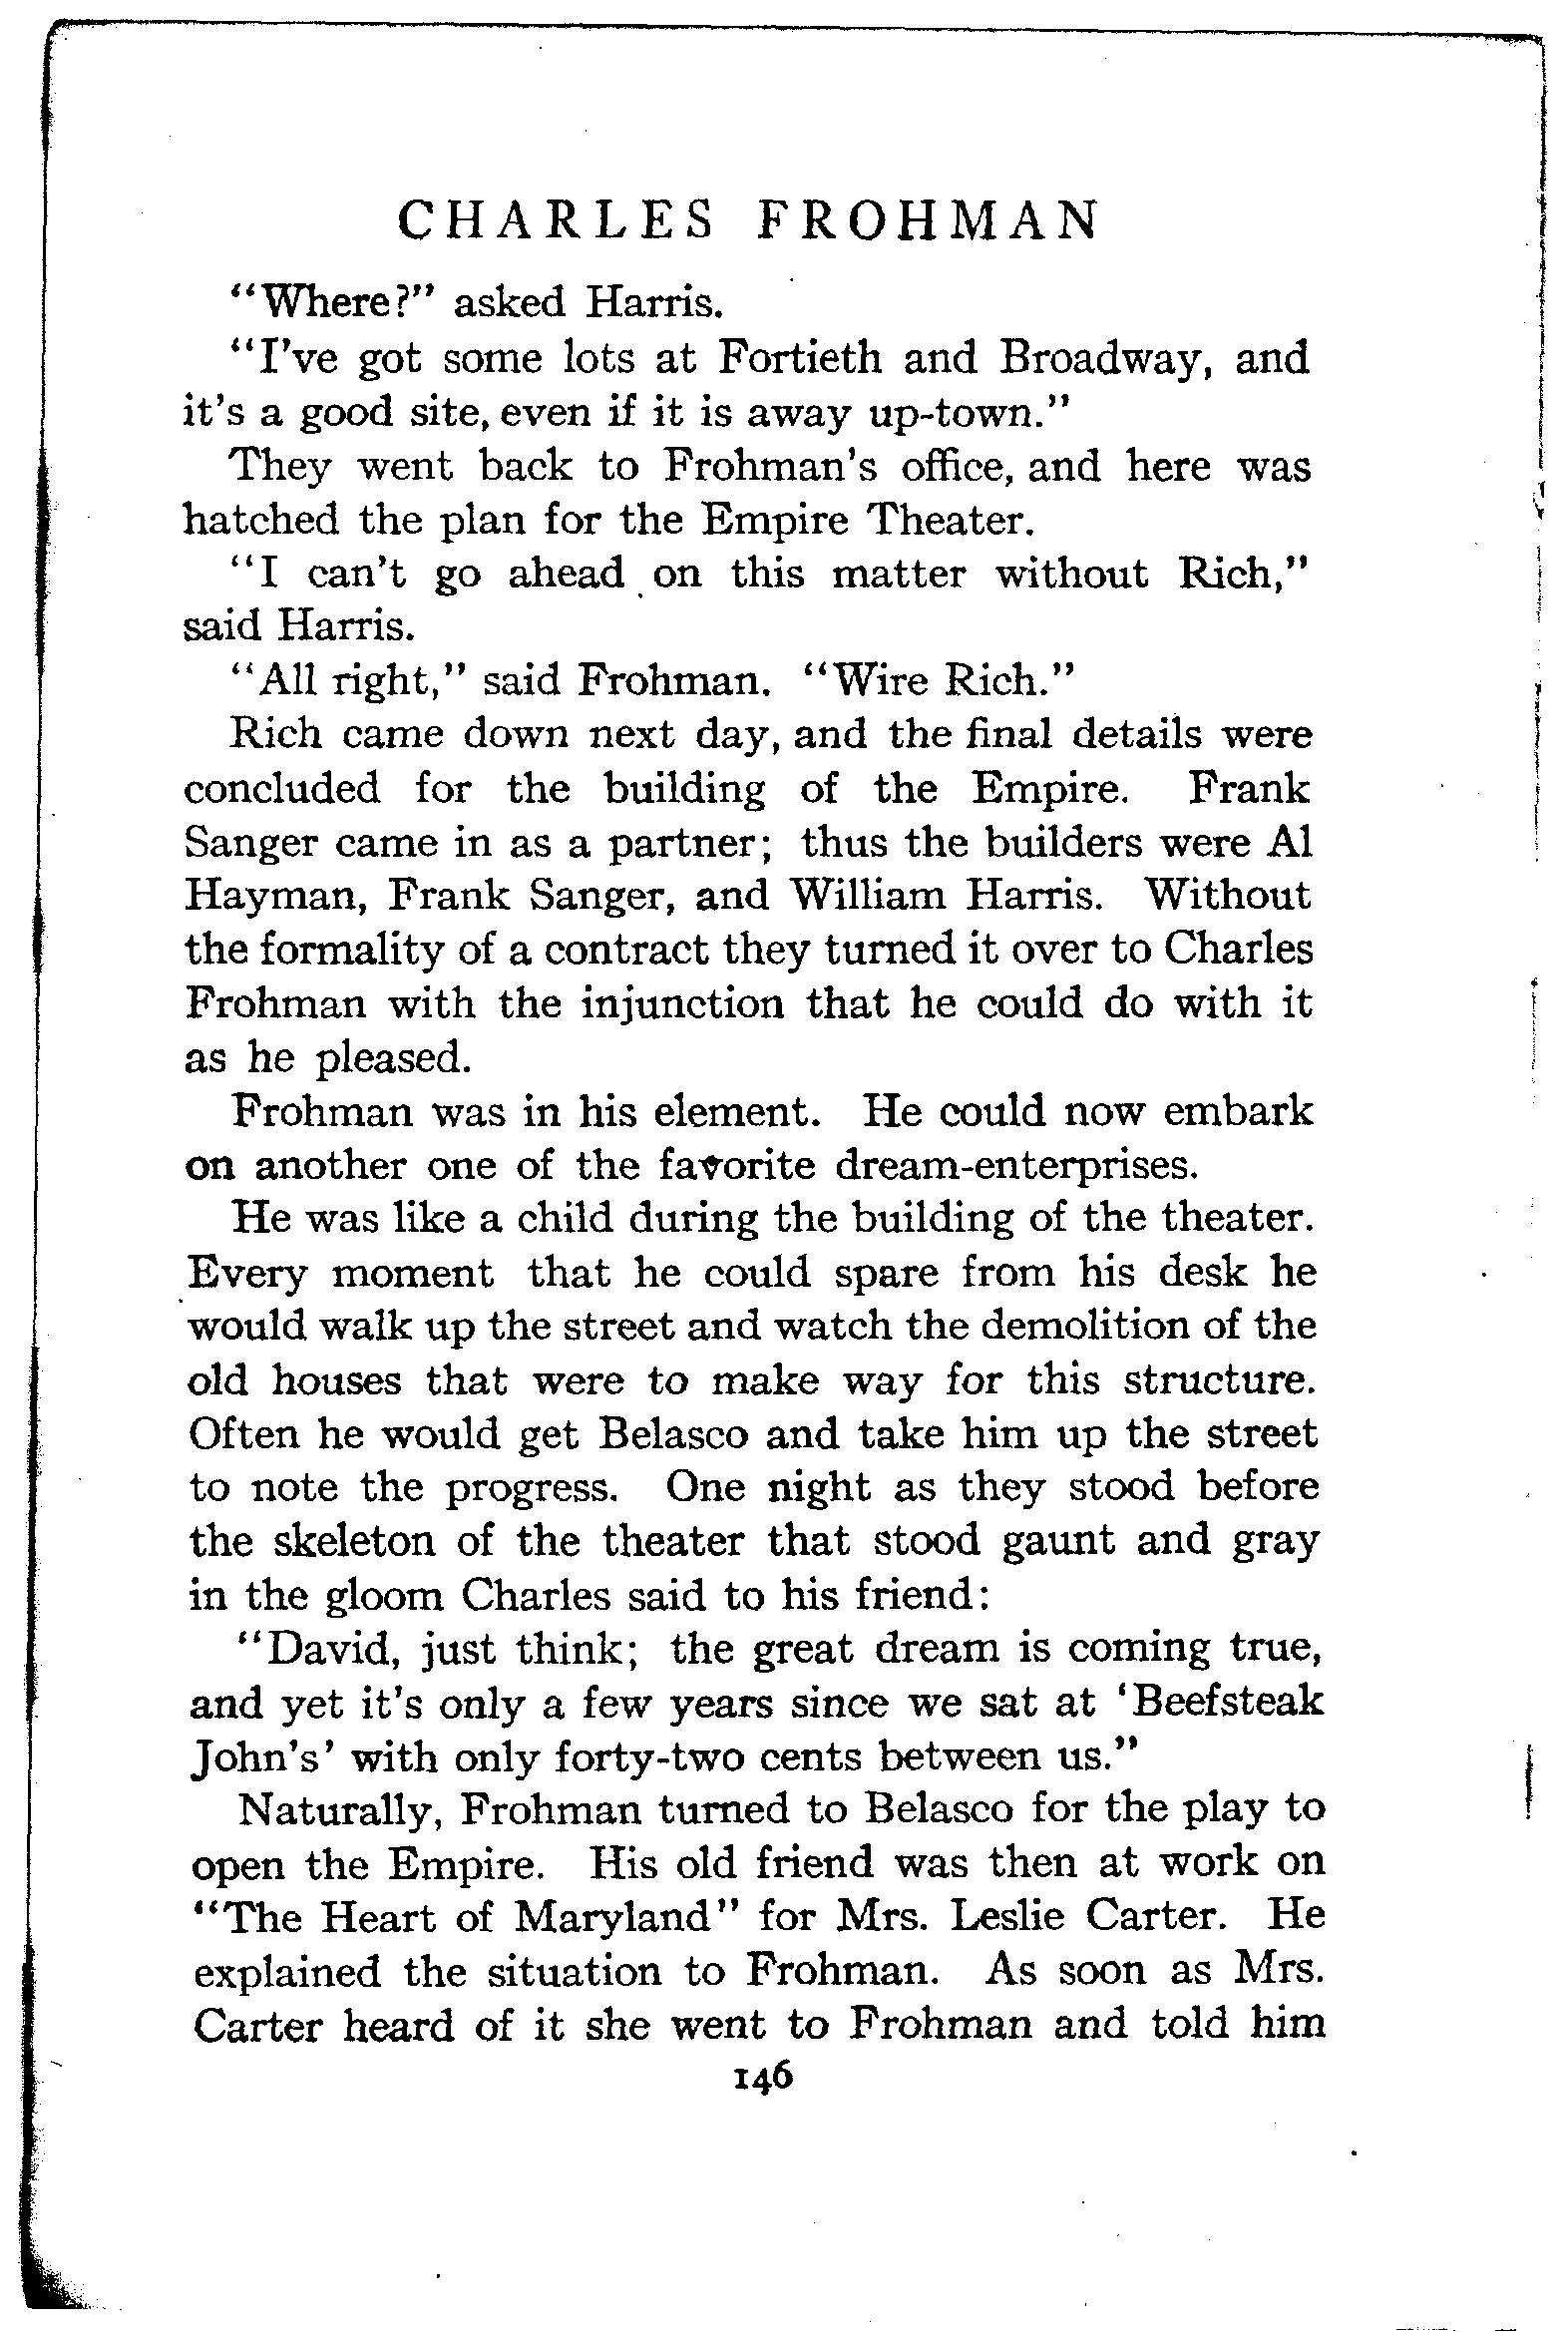 CHARLES FROHMAN
"Where?" asked Harris.
"I've got some lots at Fortieth and Broadway, and
it's a good site, even if it is away up-town."
They went back to Frohman's office, and here was
hatched the plan for the Empire Theater.
"I can't go ahead on this matter without Rich,"
said Harris.
"All right," said Frohman. "Wire Rich."
Rich came down next day, and the final details were
concluded for the building of the Empire. Frank
Sanger came in as a partner; thus the builders were Al
Hayman, Frank Sanger, and William Harris. Without
the formality of a contract they turned it over to Charles
Frohman with the injunction that he could do with it
as he pleased.
Frohman was in his element. He could now embark
on another one of the favorite dream-enterprises.
He was like a child during the building of the theater.
Every moment that he could spare from his desk he
would walk up the street and watch the demolition of the
old houses that were to make way for this structure.
Often he would get Belasco and take him up the street
to note the progress. One night as they stood before
the skeleton of the theater that stood gaunt and gray
in the gloom Charles said to his friend:
"David, just think; the great dream is coming true,
and yet it's only a few years since we sat at 'Beefsteak
John's' with only forty-two cents between us."
Naturally, Frohman turned to Belasco for the play to
open the Empire. His old friend was then at work on
"The Heart of Maryland" for Mrs. Leslie Carter. He
explained the situation to Frohman. As soon as Mrs.
Carter heard of it she went to Frohman and told him
146